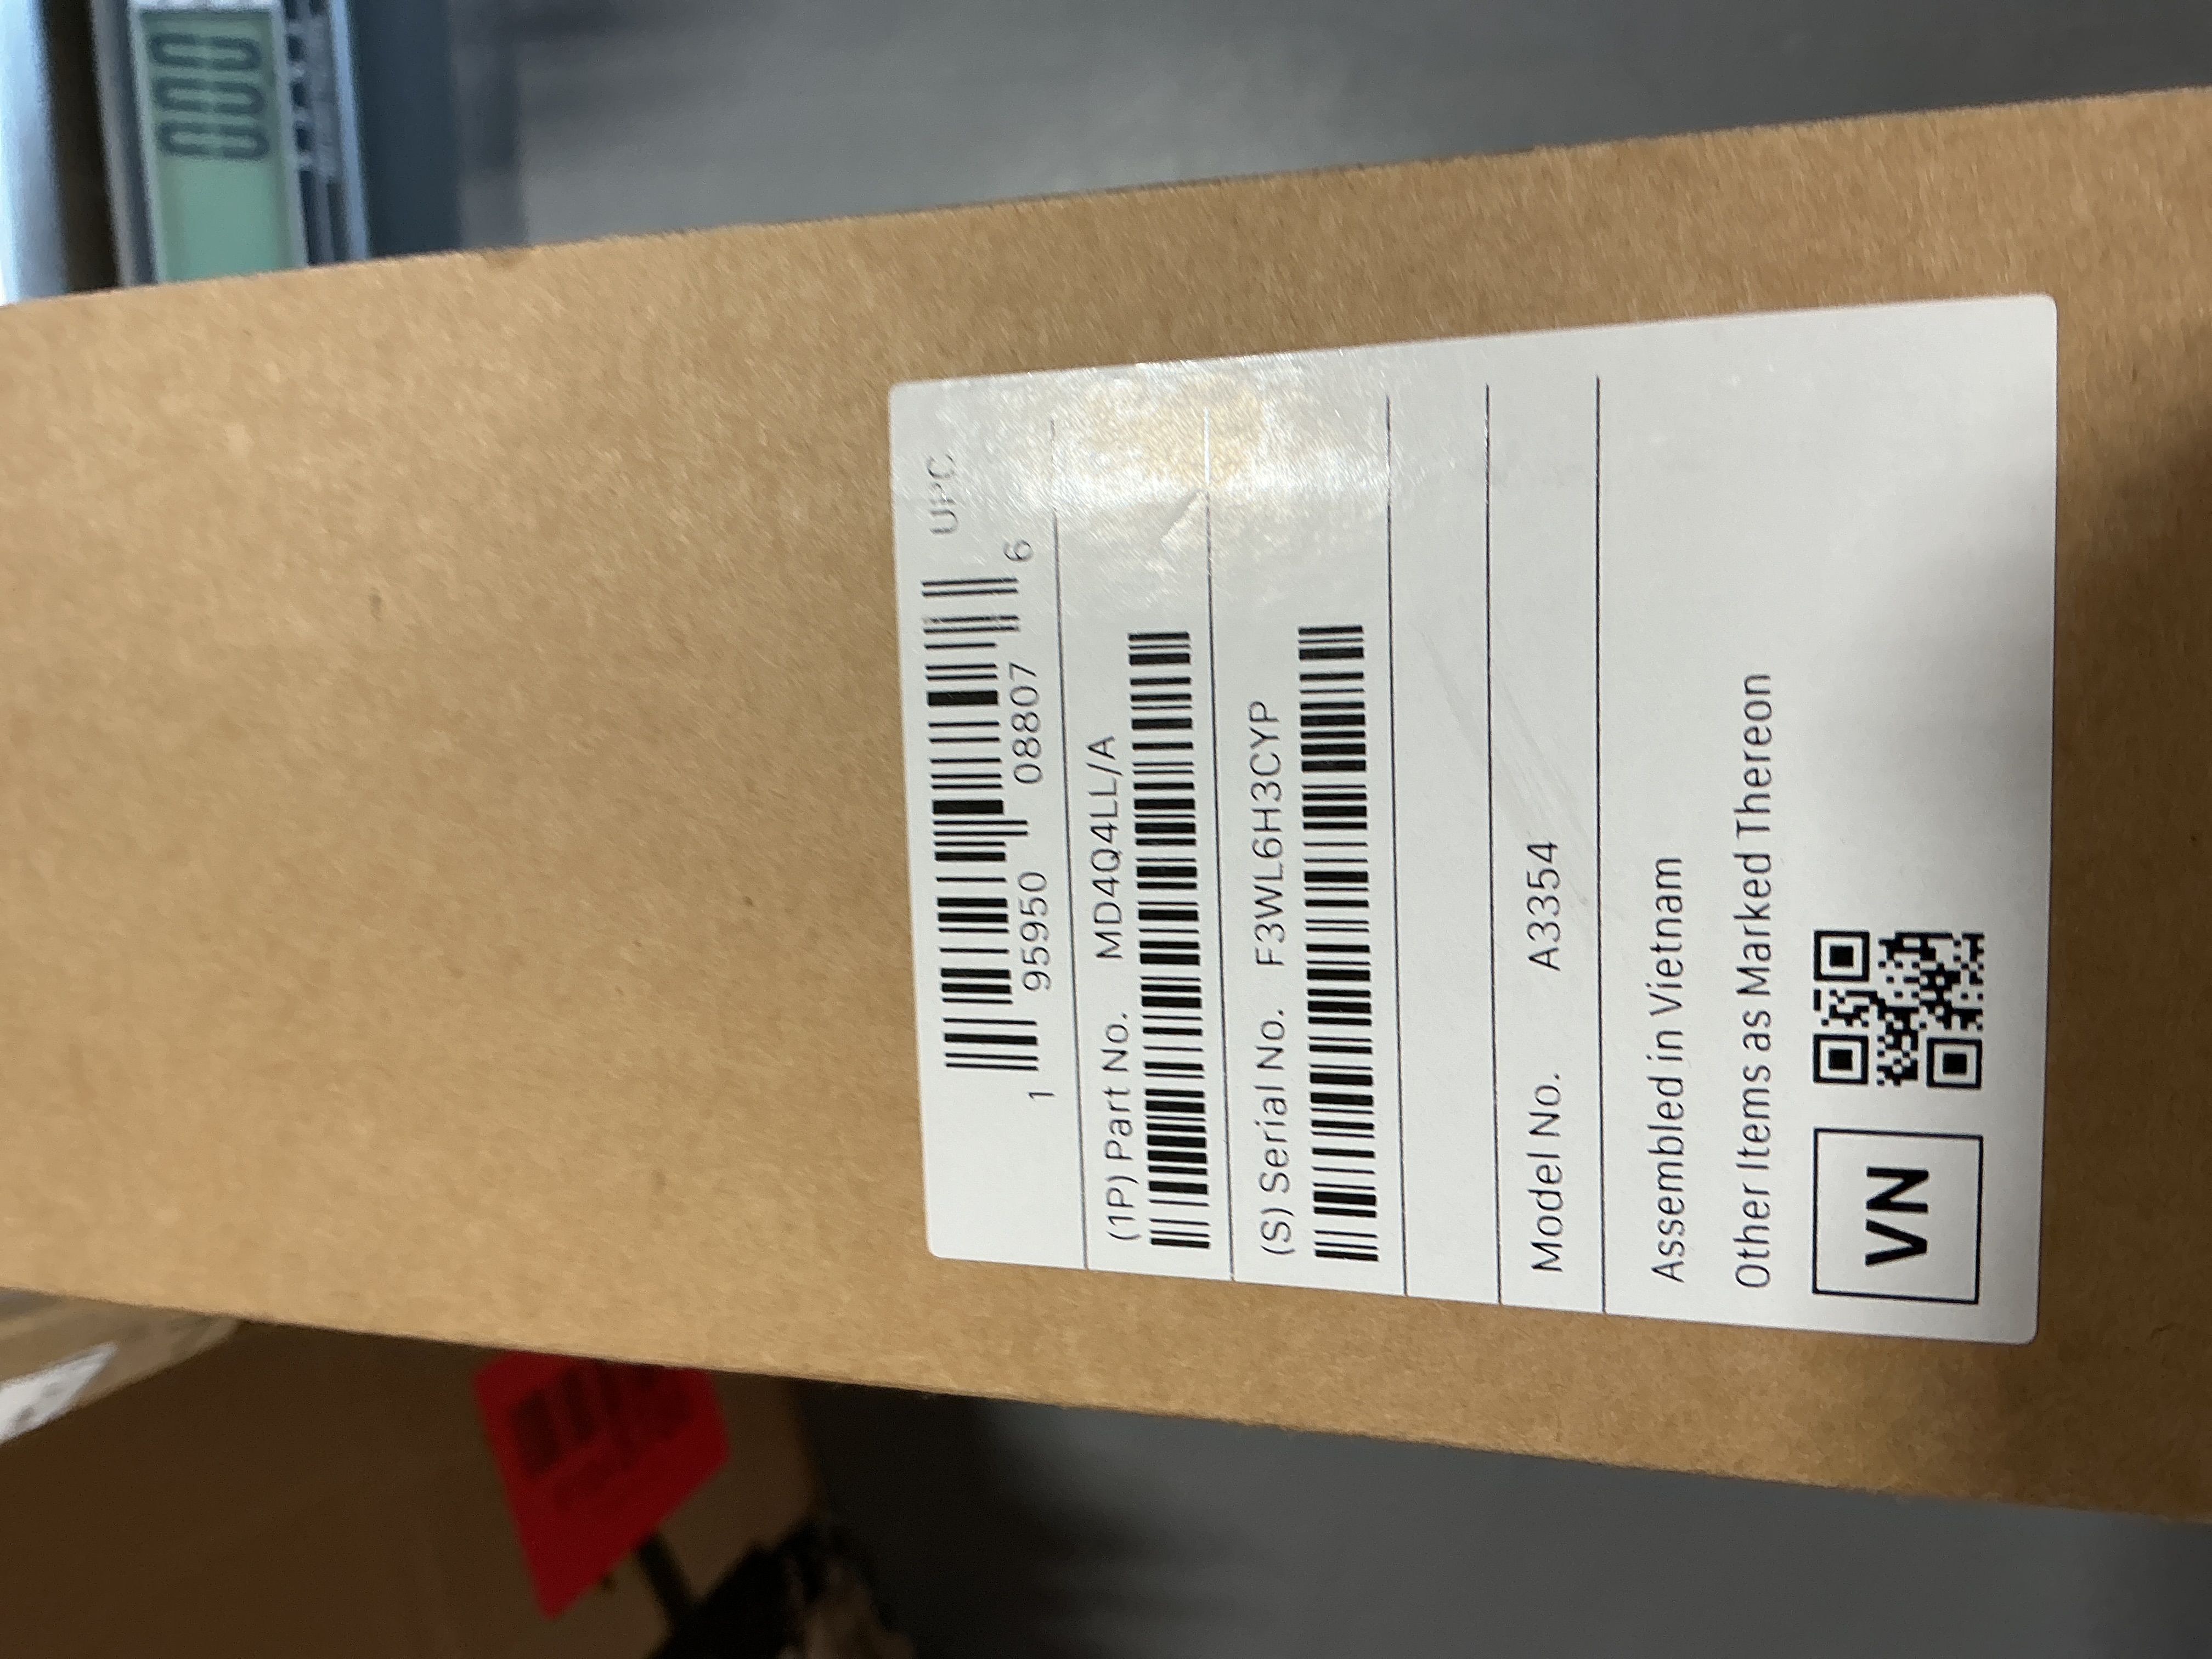 UPC
1 95950 08807 6
(1P) Part No. MD4Q4LL/A
(S) Serial No. F3WL6H3CYP
Model No. A3354
Assembled in Vietnam
Other Items as Marked Thereon
VN
000